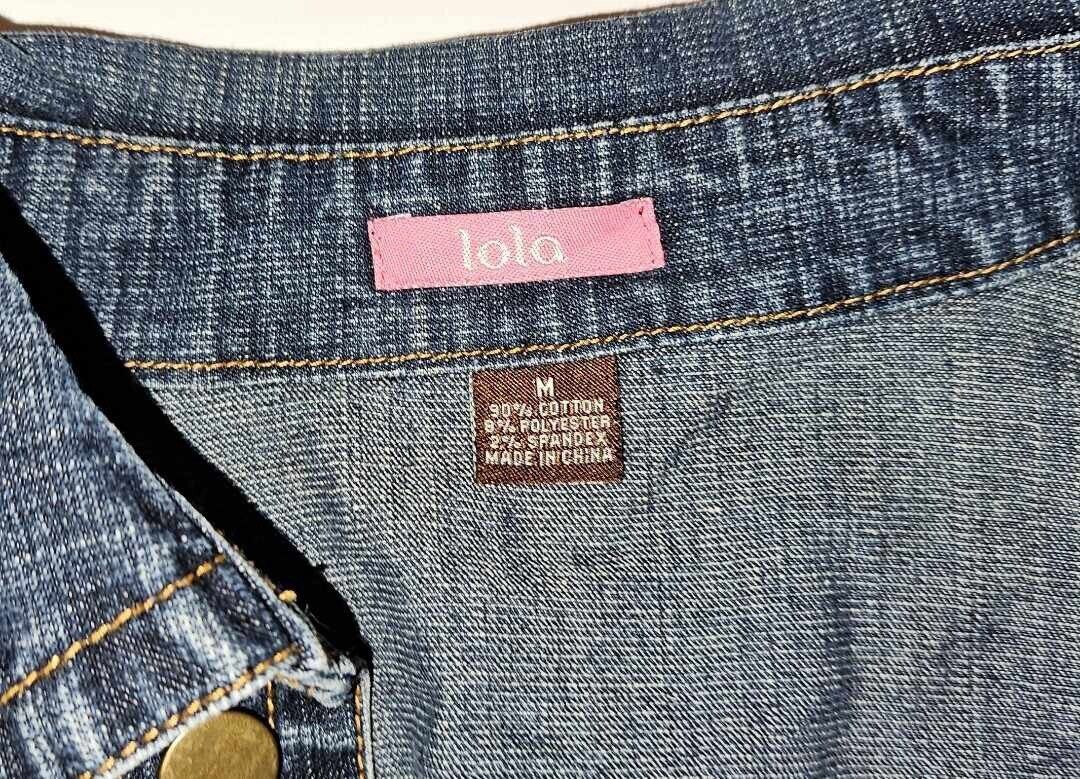 lola
M
90% COTTON
8% POLYESTER
2% SPANDEX
MADE IN CHINA